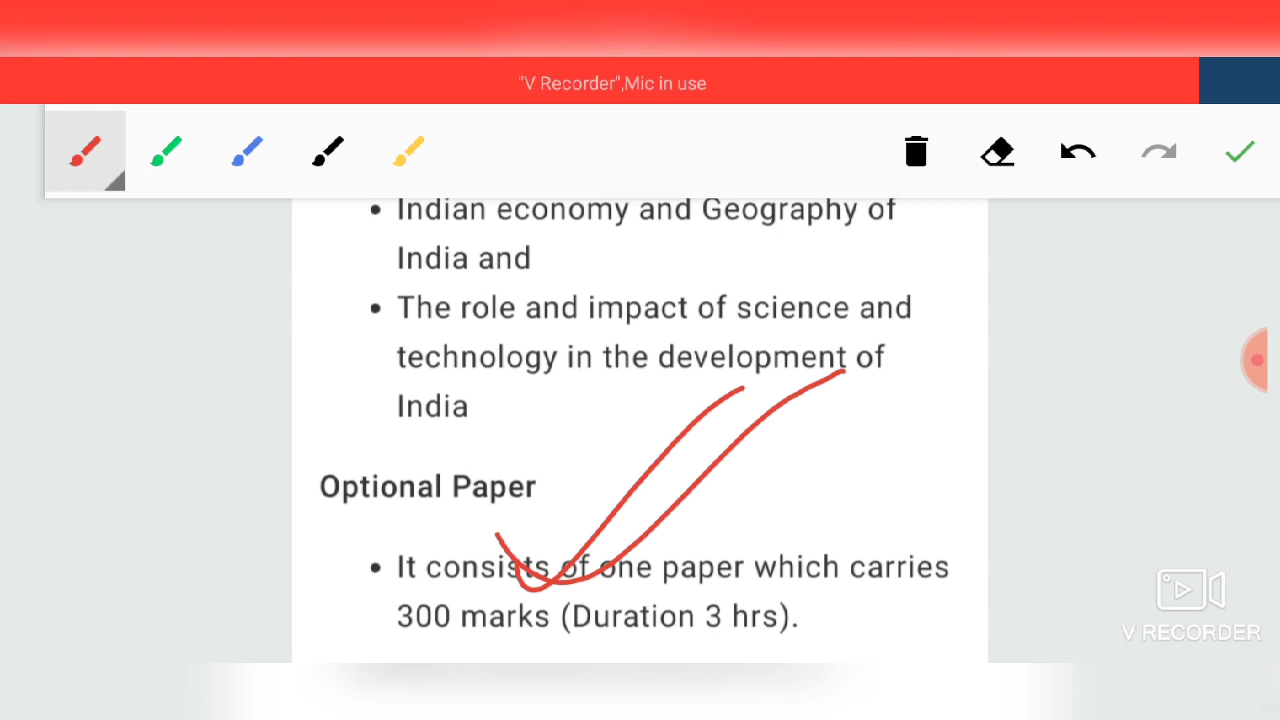 "V Recorder",Mic in use
• Indian economy and Geography of
India and
• The role and impact of science and
technology in the development of
India
Optional Paper
• It consists of one paper which carries
300 marks (Duration 3 hrs).
V RECORDER